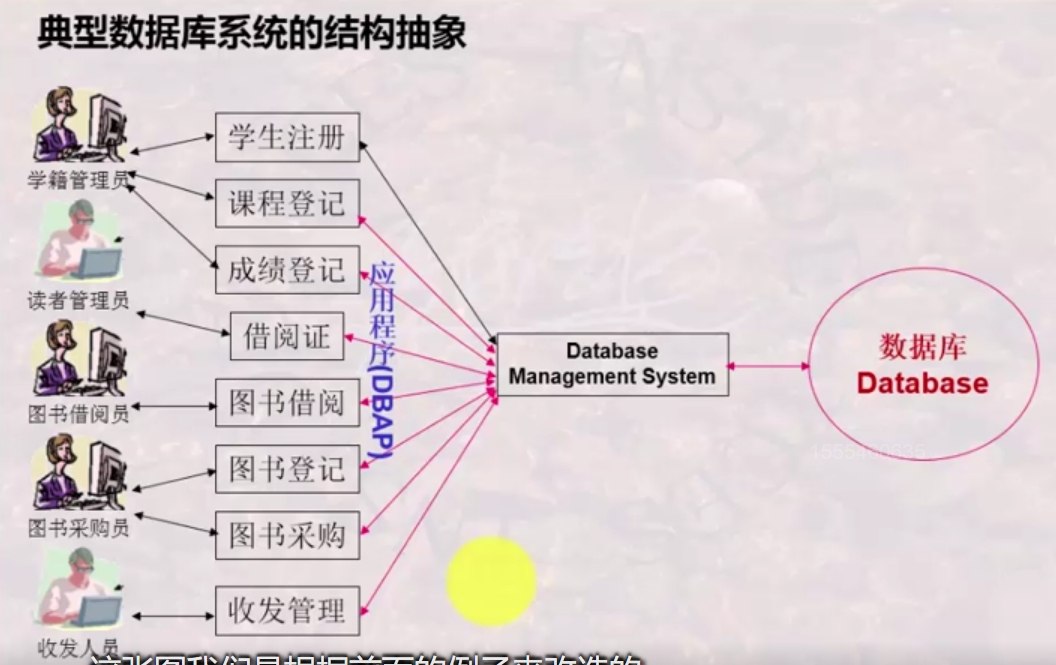 典型数据库系统的结构抽象
学生注册
学籍管理员
课程登记
成绩登记
应用程序(DBAP)
读者管理员
借阅证
Database
Management System
数据库
Database
图书借阅
图书借阅员
图书登记
图书采购员
图书采购
收发管理
收发人员
这张图我们是根据前面的例子来改造的